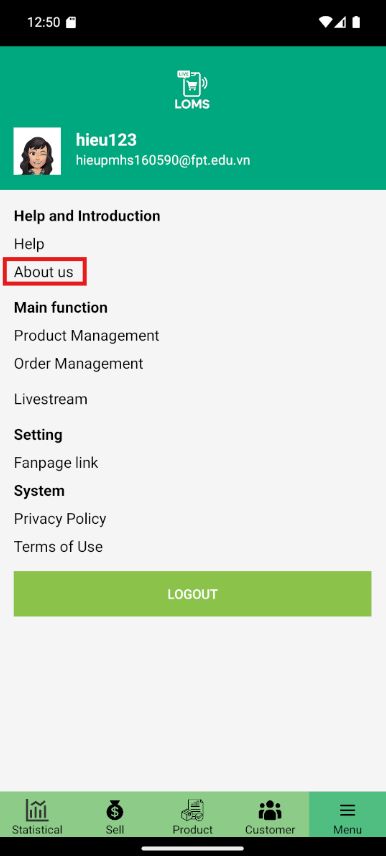 12:50
LIVE
LOMS
hieu123
hieupmhs160590@fpt.edu.vn
Help and Introduction
Help
About us
Main function
Product Management
Order Management
Livestream
Setting
Fanpage link
System
Privacy Policy
Terms of Use
LOGOUT
Statistical Sell Product Customer Menu